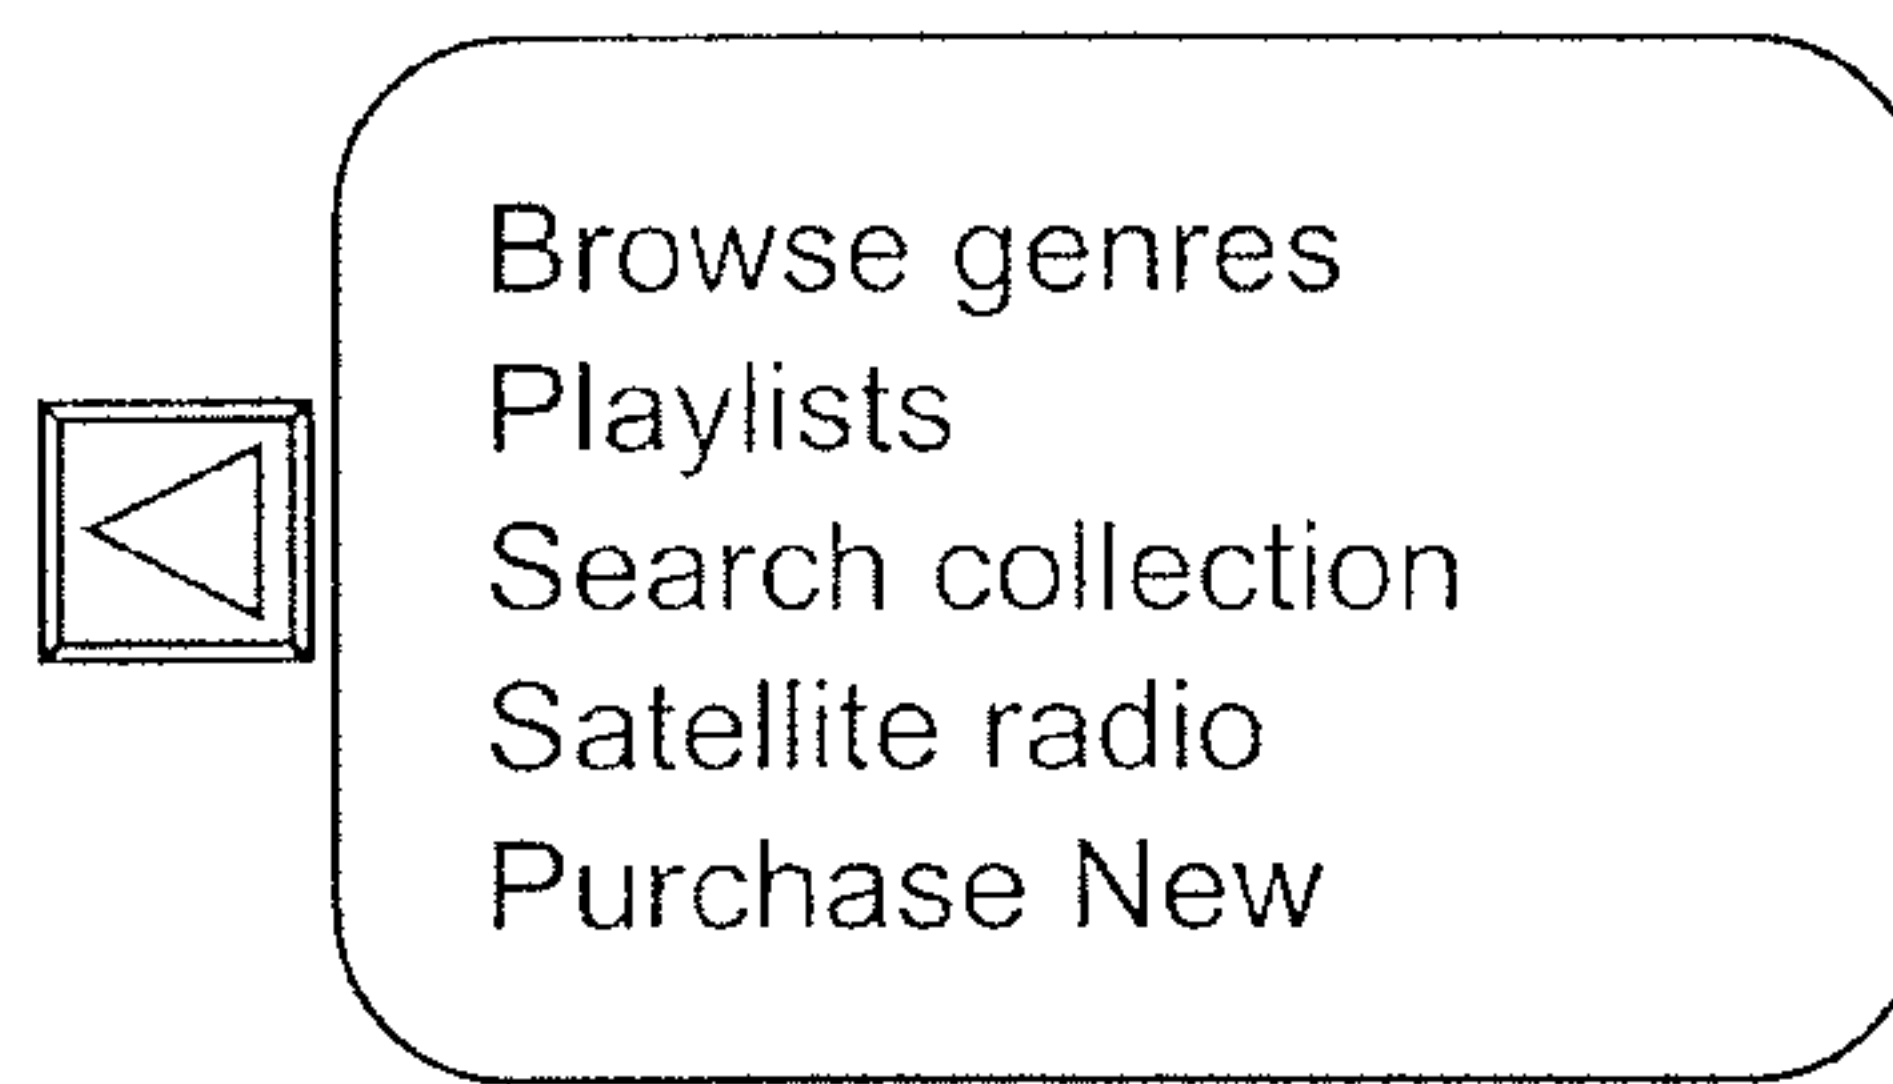 Browse genres
Playlists
Search collection
Satellite radio
Purchase New